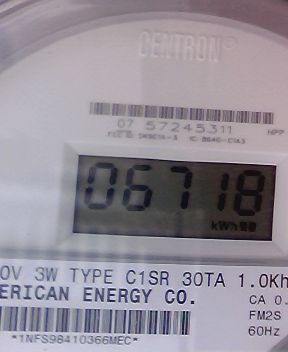 CENTRON®
07 57245311
HPP
06718
kWh
0V 3W TYPE C1SR 30TA 1.0Kh
ERICAN ENERGY CO.
CA 0.
FM2S
60Hz
*1NFS98410366MEC*